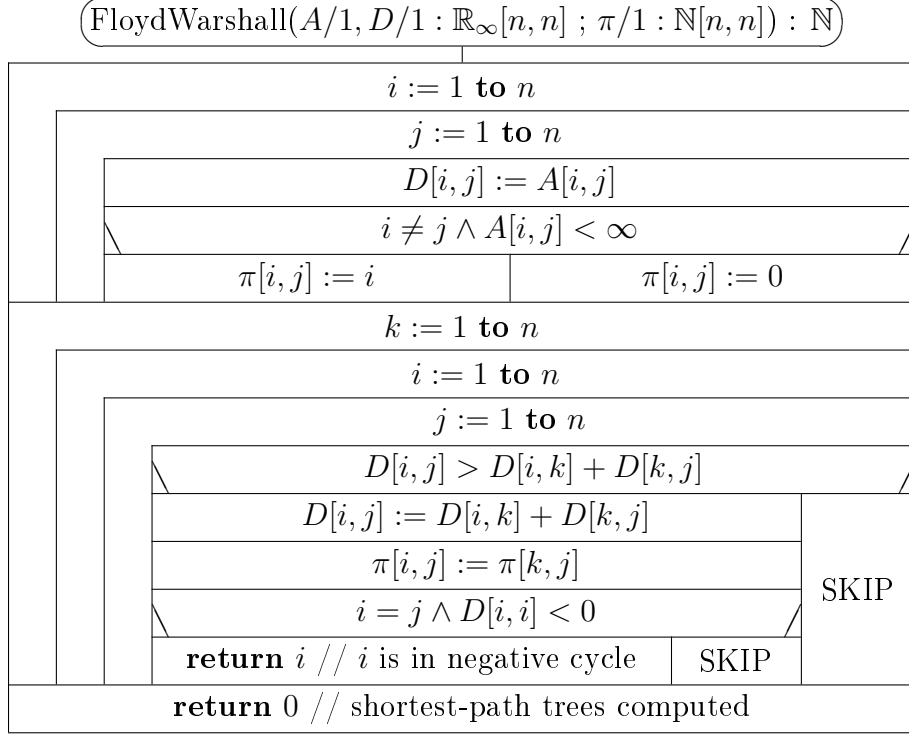 FloydWarshall(A/1, D/1 : ℝ∞[n, n] ; π/1 : ℕ[n, n]) : ℕ
i := 1 to n
j := 1 to n
D[i, j] := A[i, j]
i ≠ j ∧ A[i, j] < ∞
π[i, j] := i π[i, j] := 0
k := 1 to n
i := 1 to n
j := 1 to n
D[i, j] > D[i, k] + D[k, j]
D[i, j] := D[i, k] + D[k, j]
π[i, j] := π[k, j]
SKIP
i = j ∧ D[i, i] < 0
return i // i is in negative cycle SKIP
return 0 // shortest-path trees computed